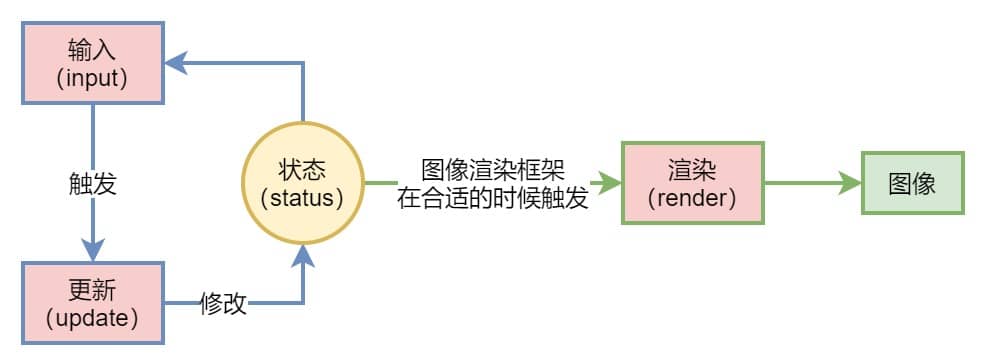 输入
（input）
触发
更新
（update）
修改
状态
（status）
图像渲染框架
在合适的时候触发
渲染
（render）
图像